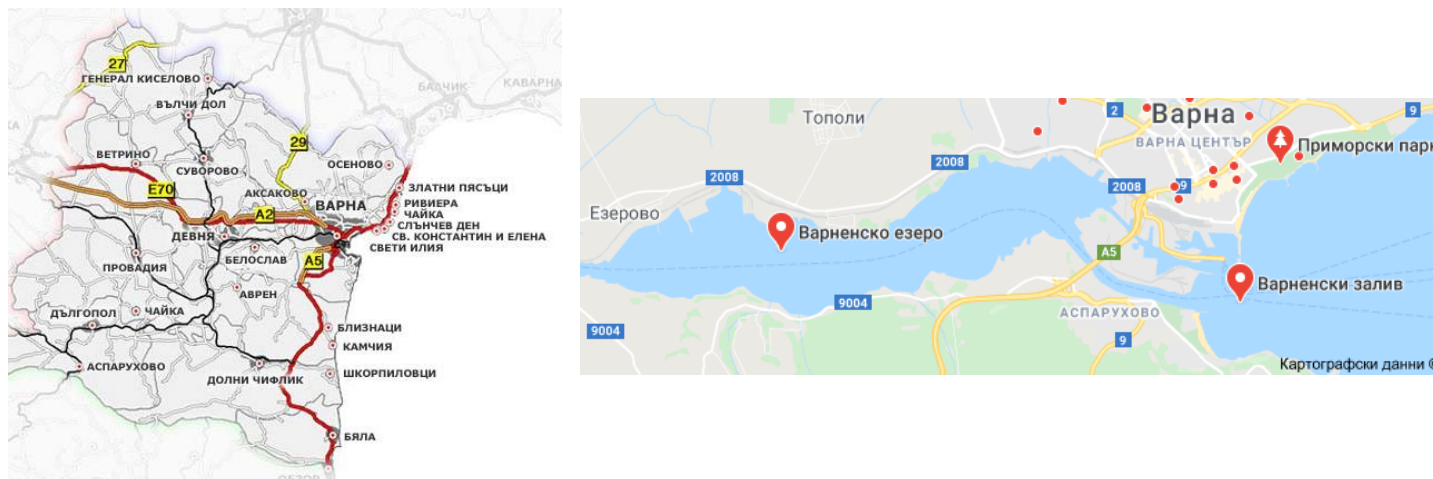 27
ГЕНЕРАЛ КИСЕЛОВО
БАЛЧИК
КАВАРНА
ВЪЛЧИ ДОЛ
29
ВЕТРИНО
СУВОРОВО
ОСЕНОВО
E70
АКСАКОВО
ЗЛАТНИ ПЯСЪЦИ
ВАРНА
РИВИЕРА
ЧАЙКА
A2
СЛЪНЧЕВ ДЕН
ДЕВНЯ
СВ. КОНСТАНТИН И ЕЛЕНА
СВЕТИ ИЛИЯ
БЕЛОСЛАВ
A5
ПРОВАДИЯ
АВРЕН
ДЪЛГОПОЛ
ЧАЙКА
БЛИЗНАЦИ
КАМЧИЯ
АСПАРУХОВО
ДОЛНИ ЧИФЛИК
ШКОРПИЛОВЦИ
БЯЛА
ОБЗОР
Тополи
2
Варна
9
ВАРНА ЦЕНТЪР
Приморски парк
2008
2008
2008
9
Езерово
Варненско езеро
A5
Варненски залив
9004
АСПАРУХОВО
9004
9
Картографски данни